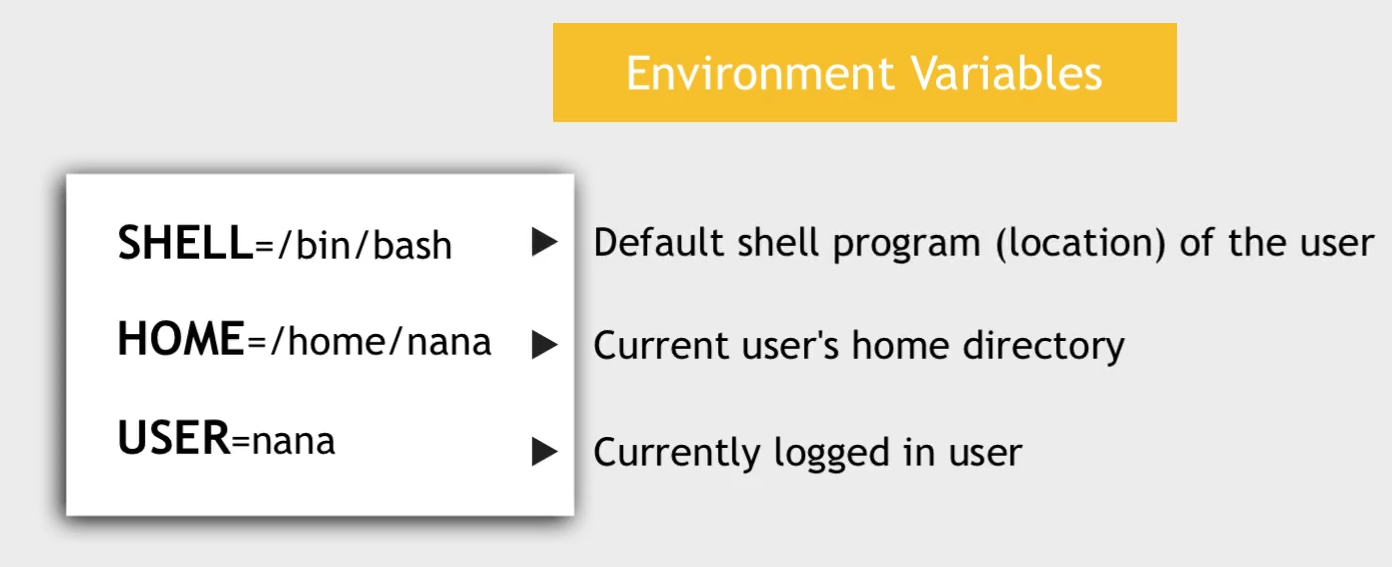 Environment Variables
SHELL=/bin/bash ▶ Default shell program (location) of the user
HOME=/home/nana ▶ Current user's home directory
USER=nana ▶ Currently logged in user